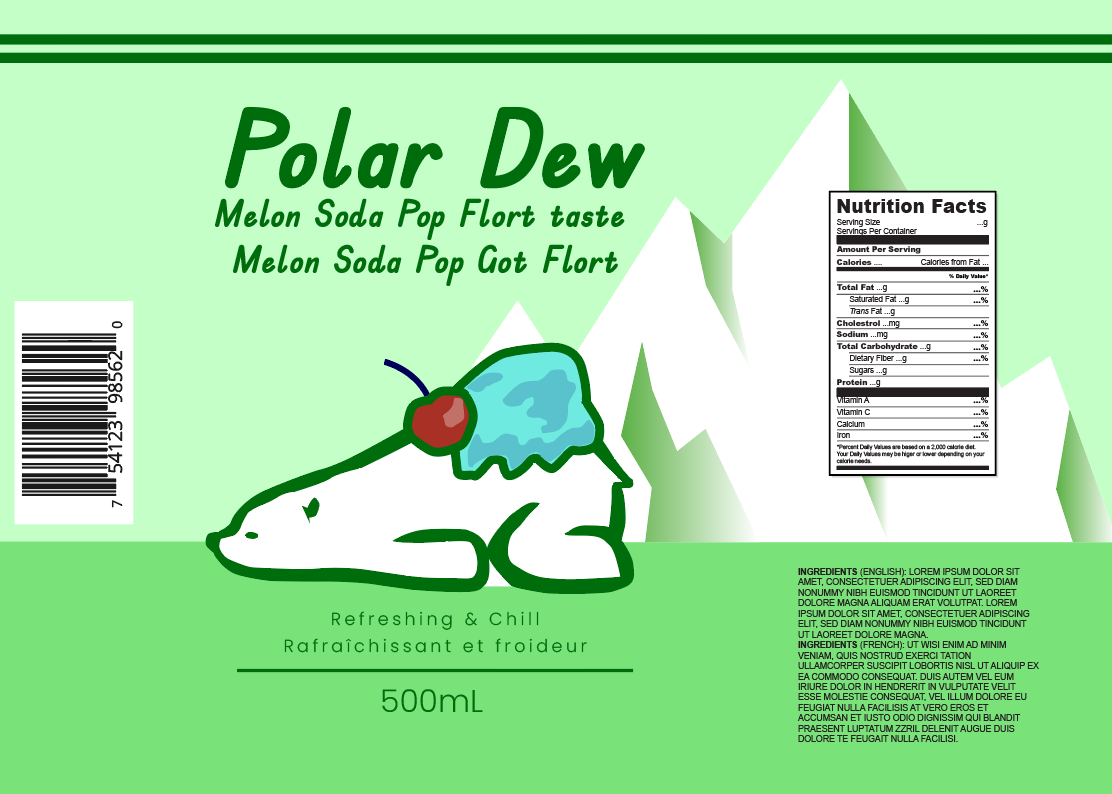 Polar Dew
Melon Soda Pop Flort taste
Melon Soda Pop Got Flort
7 54123 98562 0
Refreshing & Chill
Rafraîchissant et froideur
500mL
Nutrition Facts
Serving Size ...g
Servings Per Container
Amount Per Serving
Calories .... Calories from Fat ...
% Daily Value*
Total Fat ...g ...%
Saturated Fat ...g ...%
Trans Fat ...g
Cholestrol ...mg ...%
Sodium ...mg ...%
Total Carbohydrate ...g ...%
Dietary Fiber ...g ...%
Sugars ...g
Protein ...g
Vitamin A ...%
Vitamin C ...%
Calcium ...%
Iron ...%
*Percent Daily Values are based on a 2,000 calorie diet.
Your Daily Values may be higer or lower depending on your
calorie needs.
INGREDIENTS (ENGLISH): LOREM IPSUM DOLOR SIT
AMET, CONSECTETUER ADIPISCING ELIT, SED DIAM
NONUMMY NIBH EUISMOD TINCIDUNT UT LAOREET
DOLORE MAGNA ALIQUAM ERAT VOLUTPAT. LOREM
IPSUM DOLOR SIT AMET, CONSECTETUER ADIPISCING
ELIT, SED DIAM NONUMMY NIBH EUISMOD TINCIDUNT
UT LAOREET DOLORE MAGNA.
INGREDIENTS (FRENCH): UT WISI ENIM AD MINIM
VENIAM, QUIS NOSTRUD EXERCI TATION
ULLAMCORPER SUSCIPIT LOBORTIS NISL UT ALIQUIP EX
EA COMMODO CONSEQUAT. DUIS AUTEM VEL EUM
IRIURE DOLOR IN HENDRERIT IN VULPUTATE VELIT
ESSE MOLESTIE CONSEQUAT, VEL ILLUM DOLORE EU
FEUGIAT NULLA FACILISIS AT VERO EROS ET
ACCUMSAN ET IUSTO ODIO DIGNISSIM QUI BLANDIT
PRAESENT LUPTATUM ZZRIL DELENIT AUGUE DUIS
DOLORE TE FEUGAIT NULLA FACILISI.